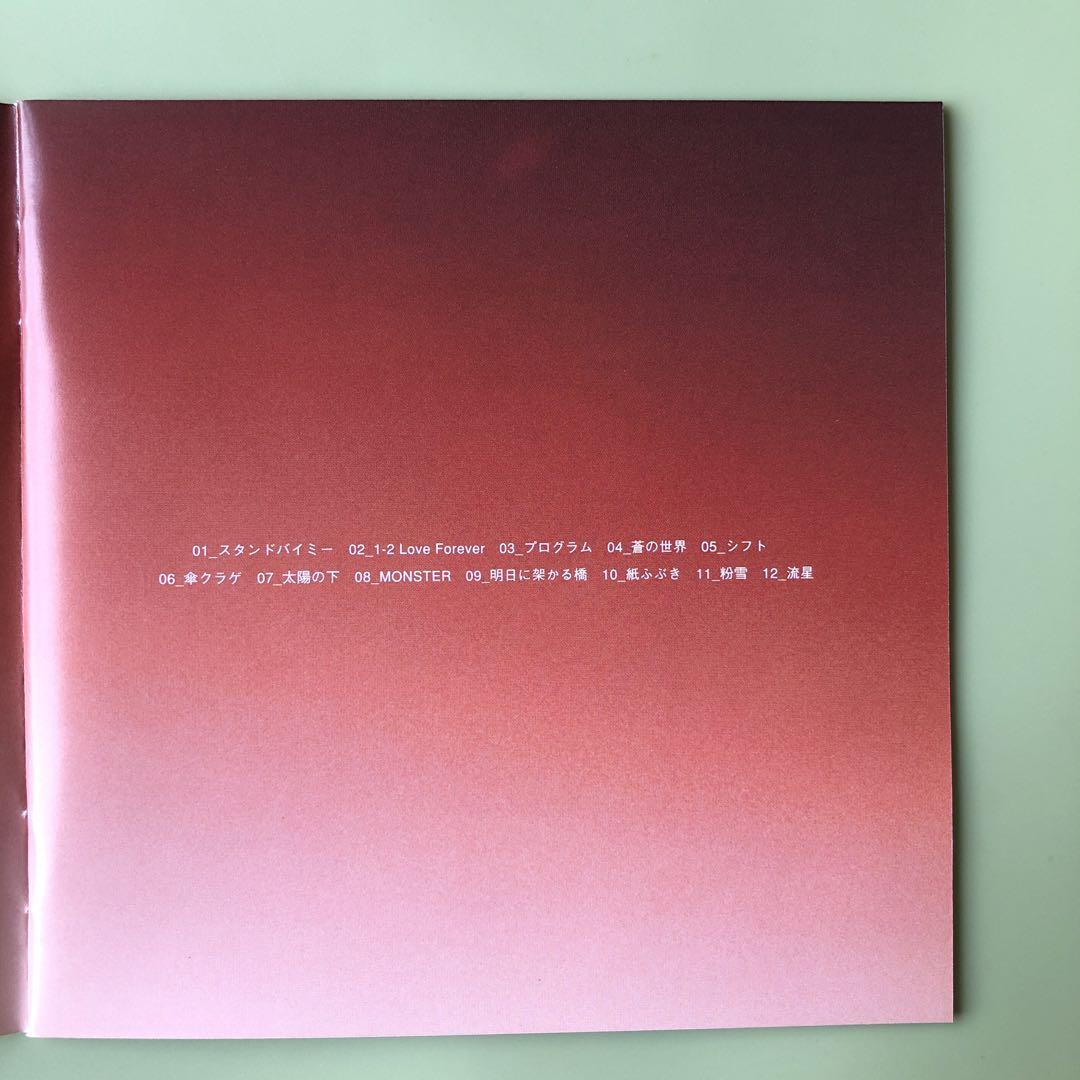 01_スタンドバイミー　02_1-2 Love Forever　03_プログラム　04_蒼の世界　05_シフト
06_傘クラゲ　07_太陽の下　08_MONSTER　09_明日に架かる橋　10_紙ふぶき　11_粉雪　12_流星